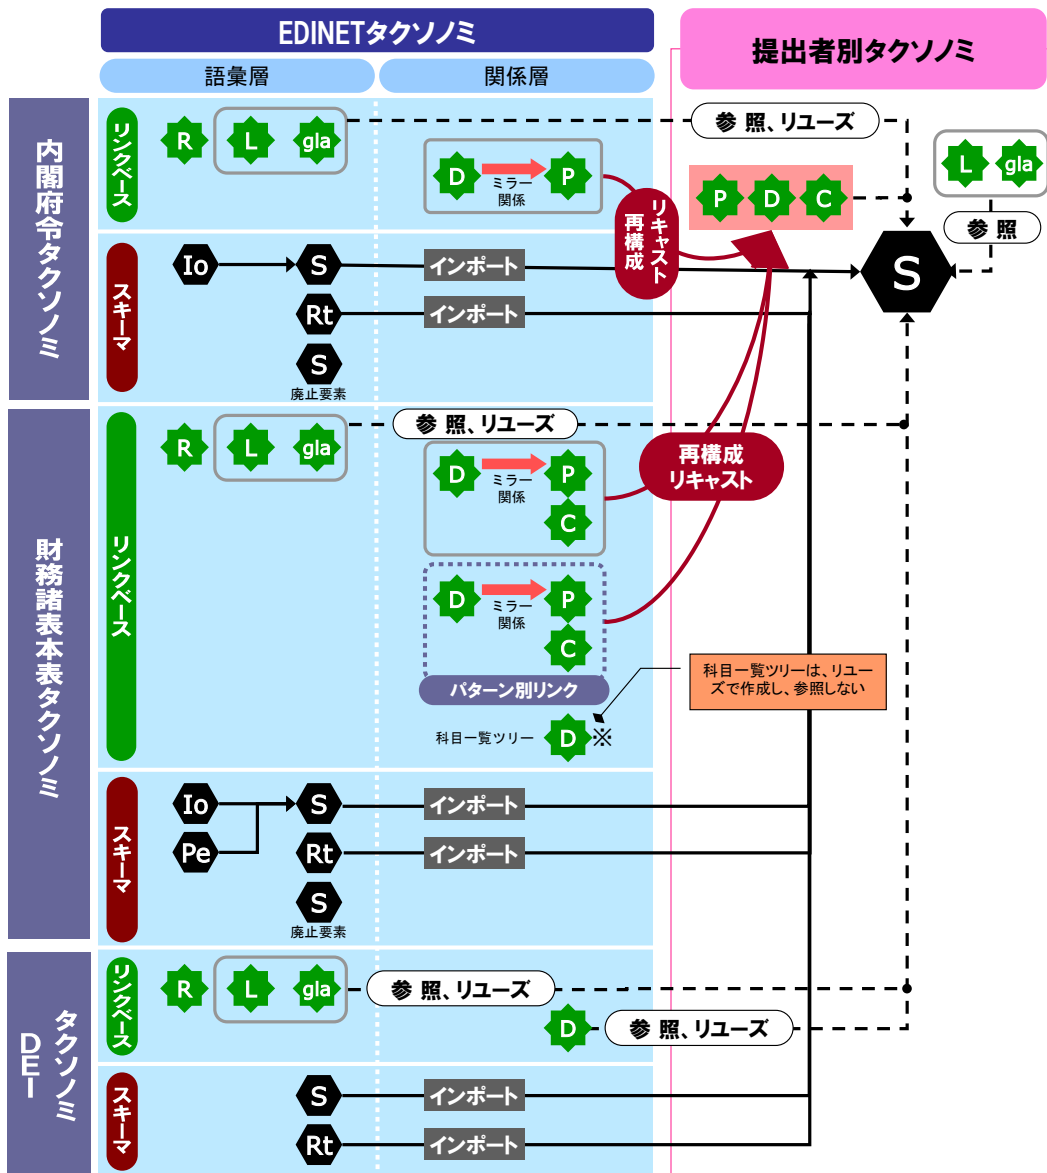 EDINETタクソノミ
提出者別タクソノミ
語彙層
関係層
内閣府令タクソノミ
リンクベース
R
L
gla
参照、リユーズ
D
ミラー
関係
P
再構成
リキャスト
P
D
C
L
gla
参照
S
スキーマ
Io
S
インポート
Rt
インポート
S
廃止要素
財務諸表本表タクソノミ
リンクベース
R
L
gla
参照、リユーズ
D
ミラー
関係
P
C
再構成
リキャスト
D
ミラー
関係
P
C
パターン別リンク
科目一覧ツリー
D
※
科目一覧ツリーは、リユー
ズで作成し、参照しない
スキーマ
Io
S
インポート
Pe
Rt
インポート
S
廃止要素
DEI
タクソノミ
リンクベース
R
L
gla
参照、リユーズ
D
参照、リユーズ
スキーマ
S
インポート
Rt
インポート